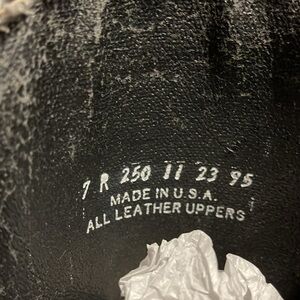 7 R 250 11 23 95
MADE IN U.S.A.
ALL LEATHER UPPERS